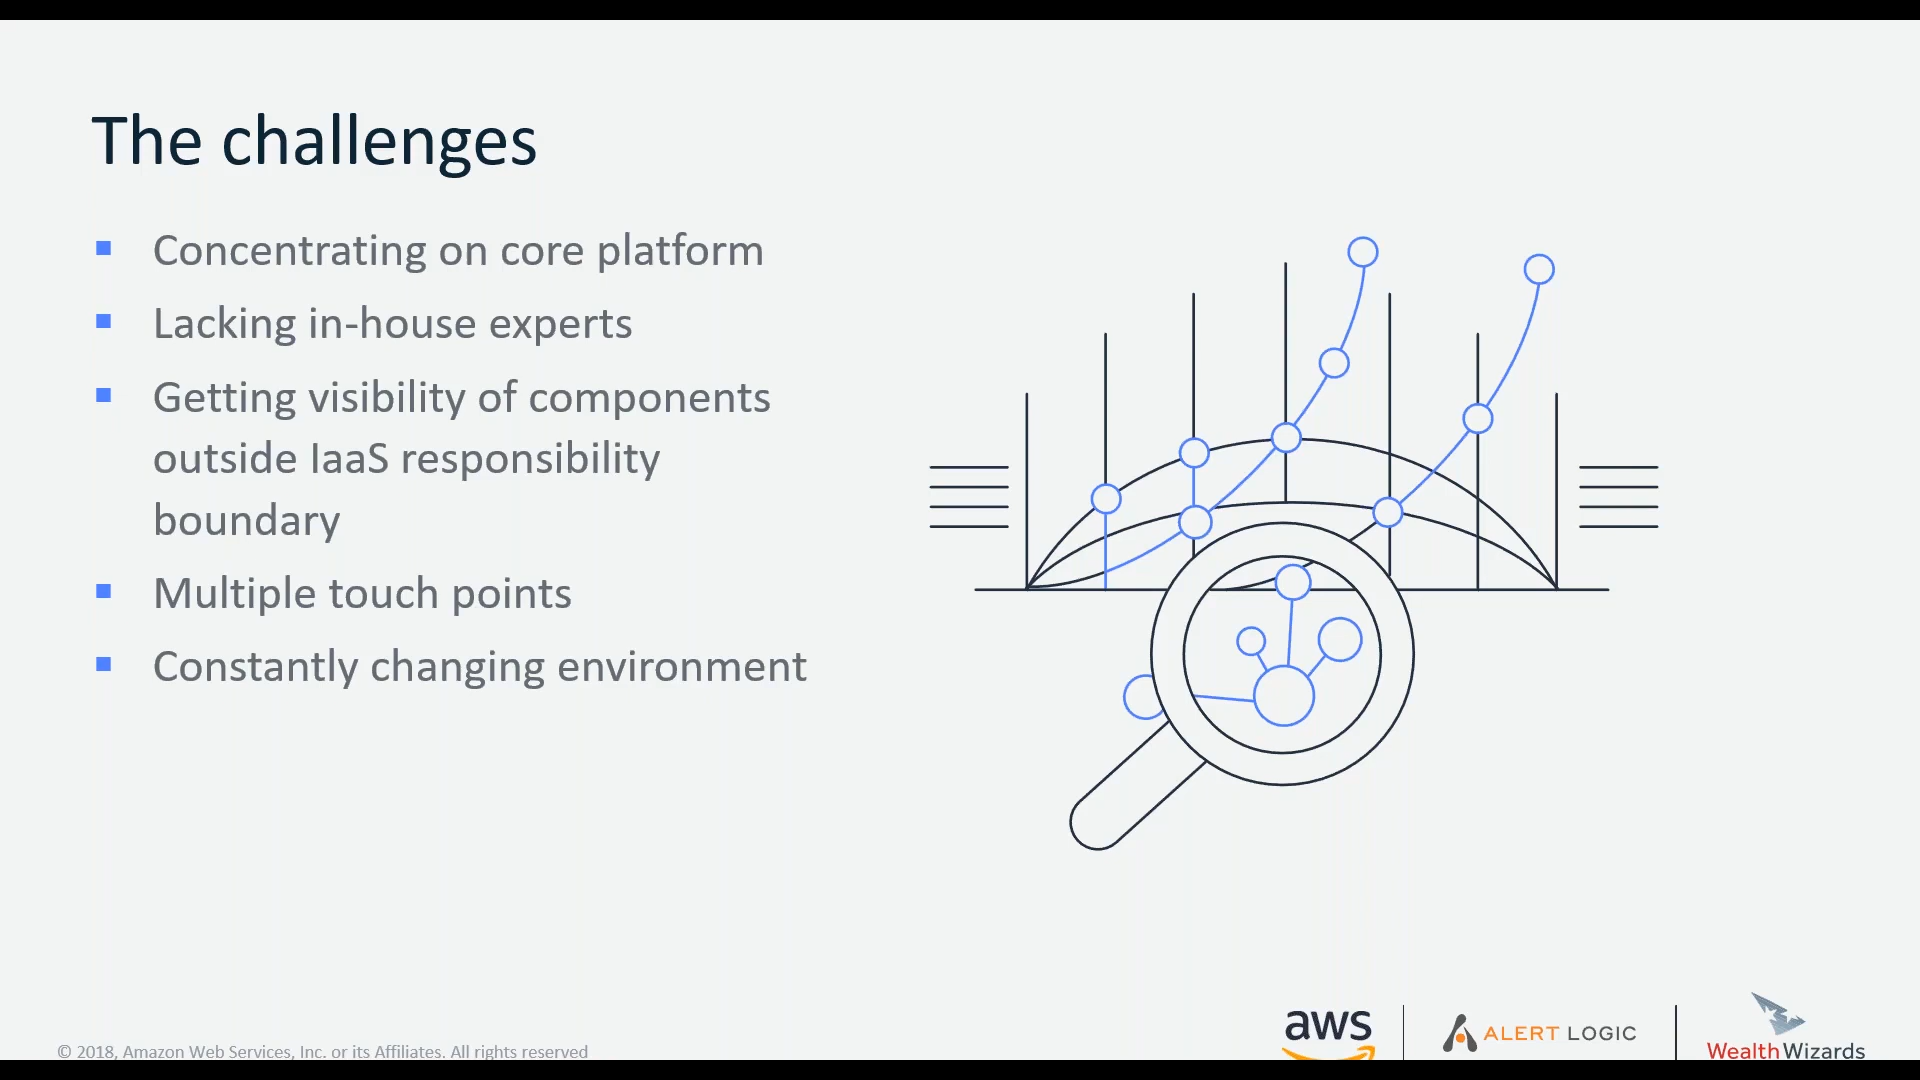 The challenges
Concentrating on core platform
Lacking in-house experts
Getting visibility of components
outside IaaS responsibility
boundary
Multiple touch points
Constantly changing environment
© 2018, Amazon Web Services, Inc. or its Affiliates. All rights reserved
aws
ALERT LOGIC
WealthWizards